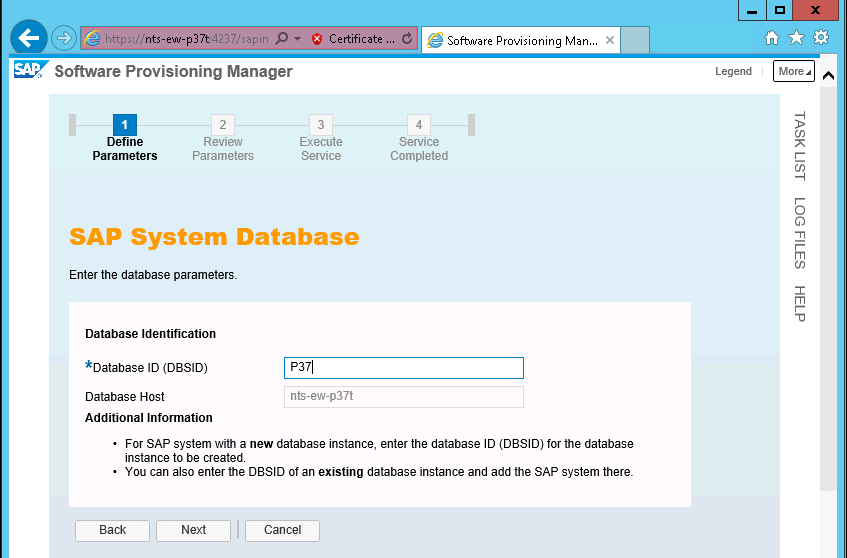 https://nts-ew-p37t:4237/sapin
Certificate ...
Software Provisioning Man...
SAP
Software Provisioning Manager
Legend
More
1
2
3
4
Define
Parameters
Review
Parameters
Execute
Service
Service
Completed
TASK LIST
LOG FILES
HELP
SAP System Database
Enter the database parameters.
Database Identification
*Database ID (DBSID)
P37
Database Host
nts-ew-p37t
Additional Information
• For SAP system with a new database instance, enter the database ID (DBSID) for the database
instance to be created.
• You can also enter the DBSID of an existing database instance and add the SAP system there.
Back
Next
Cancel